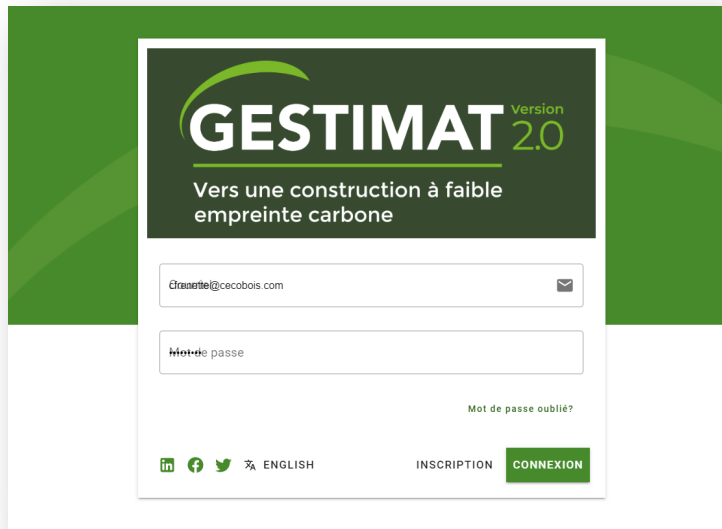 GESTIMAT
Version
2.0
Vers une construction à faible
empreinte carbone
@cecobois.com
Mot de passe
Mot de passe oublié?
ENGLISH
INSCRIPTION
CONNEXION